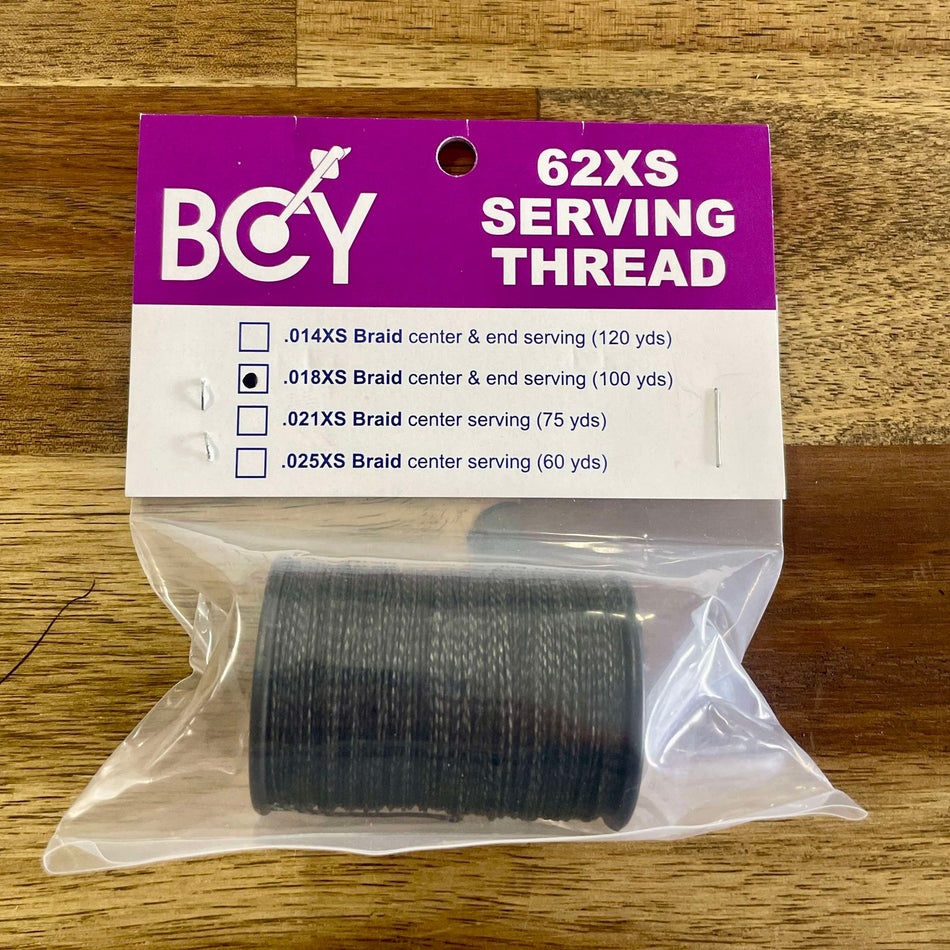 BCY
62XS
SERVING
THREAD
.014XS Braid center & end serving (120 yds)
.018XS Braid center & end serving (100 yds)
.021XS Braid center serving (75 yds)
.025XS Braid center serving (60 yds)